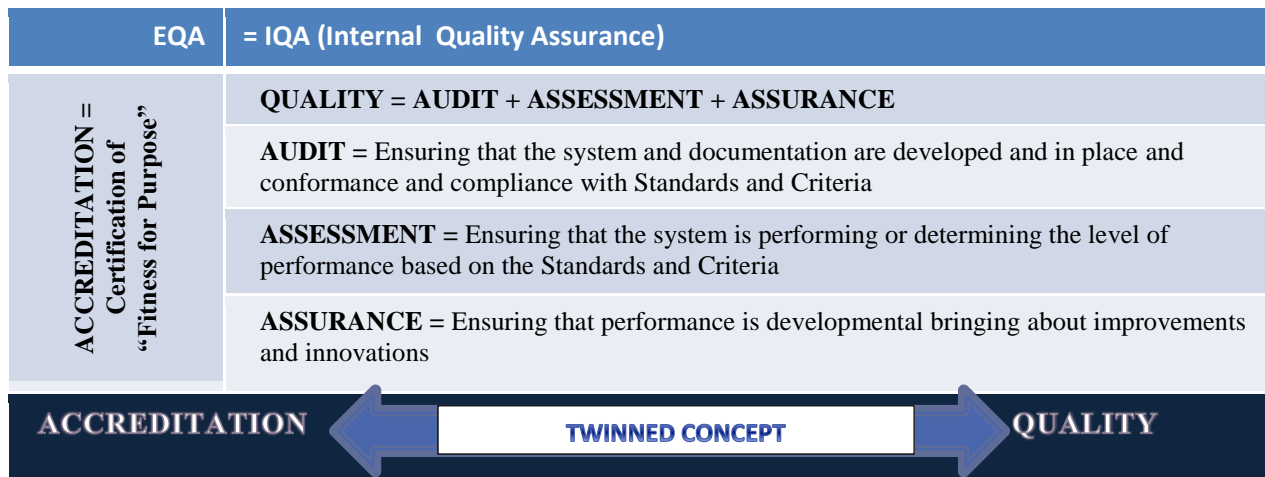 EQA = IQA (Internal Quality Assurance)
ACCREDITATION =
Certification of
“Fitness for Purpose”
QUALITY = AUDIT + ASSESSMENT + ASSURANCE
AUDIT = Ensuring that the system and documentation are developed and in place and
conformance and compliance with Standards and Criteria
ASSESSMENT = Ensuring that the system is performing or determining the level of
performance based on the Standards and Criteria
ASSURANCE = Ensuring that performance is developmental bringing about improvements
and innovations
ACCREDITATION TWINNED CONCEPT QUALITY